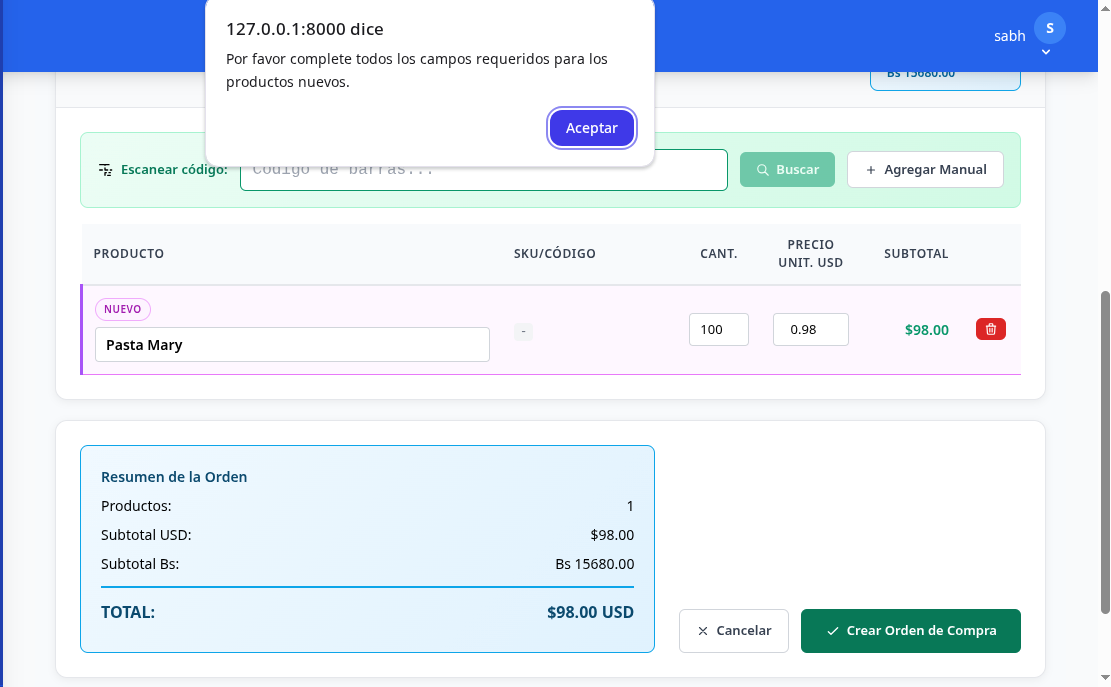 127.0.0.1:8000 dice
Por favor complete todos los campos requeridos para los
productos nuevos.
Aceptar
sabh
S
Bs 15680.00
Escanear código:
Código de barras...
Buscar
Agregar Manual
PRODUCTO
SKU/CÓDIGO
CANT.
PRECIO
UNIT. USD
SUBTOTAL
NUEVO
Pasta Mary
-
100
0.98
$98.00
Resumen de la Orden
Productos: 1
Subtotal USD: $98.00
Subtotal Bs: Bs 15680.00
TOTAL: $98.00 USD
Cancelar
Crear Orden de Compra